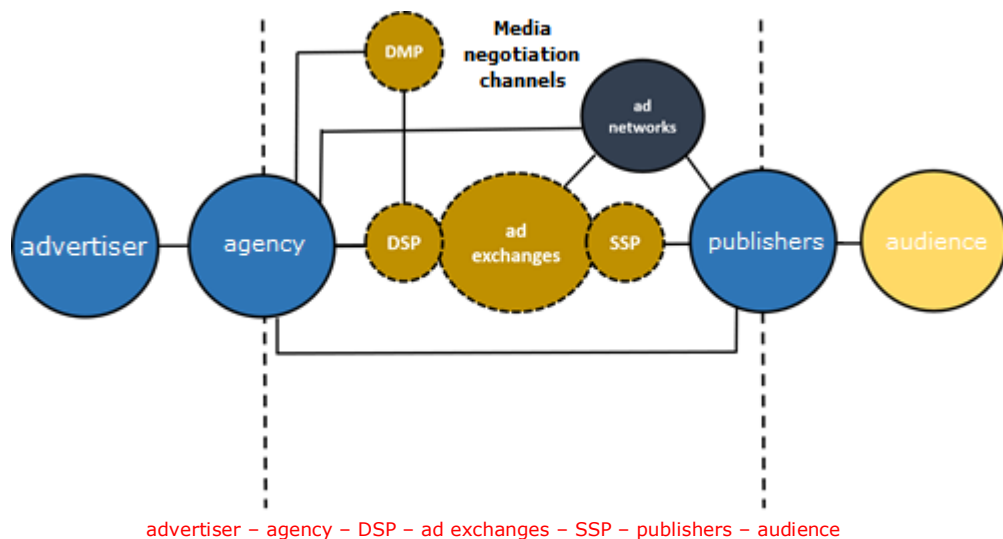 Media
negotiation
channels
DMP
ad
networks
advertiser
agency
DSP
ad
exchanges
SSP
publishers
audience
advertiser – agency – DSP – ad exchanges – SSP – publishers – audience